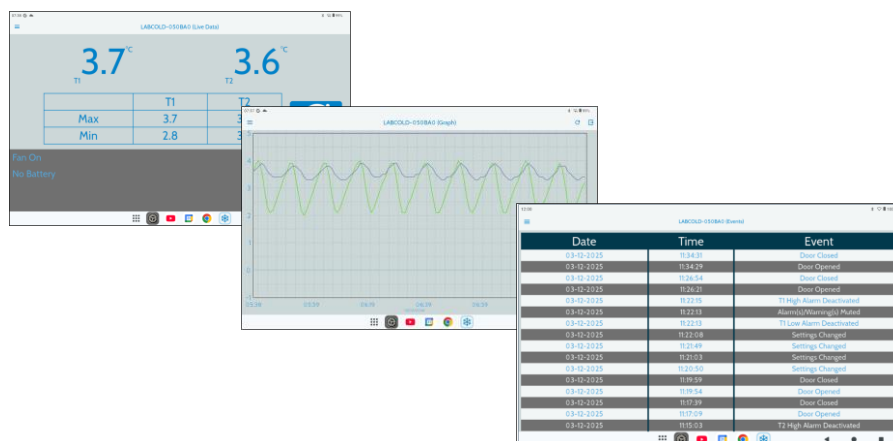 LABCOLD-050BA0 (Live Data)
3.7 °C
T1
3.6 °C
T2
T1 T2
Max 3.7
Min 2.8
Fan On
No Battery
LABCOLD-050BA0 (Graph)
5
4
3
2
1
0
-1
LABCOLD-050BA0 (Events)
Date Time Event
03-12-2025 11:34:31 Door Closed
03-12-2025 11:34:29 Door Opened
03-12-2025 11:26:54 Door Closed
03-12-2025 11:26:21 Door Opened
03-12-2025 11:22:15 T1 High Alarm Deactivated
03-12-2025 11:22:13 Alarm(s)/Warning(s) Muted
03-12-2025 11:22:13 T1 Low Alarm Deactivated
03-12-2025 11:22:08 Settings Changed
03-12-2025 11:21:49 Settings Changed
03-12-2025 11:21:03 Settings Changed
03-12-2025 11:20:50 Settings Changed
03-12-2025 11:19:59 Door Closed
03-12-2025 11:19:54 Door Opened
03-12-2025 11:17:39 Door Closed
03-12-2025 11:17:09 Door Opened
03-12-2025 11:15:03 T2 High Alarm Deactivated